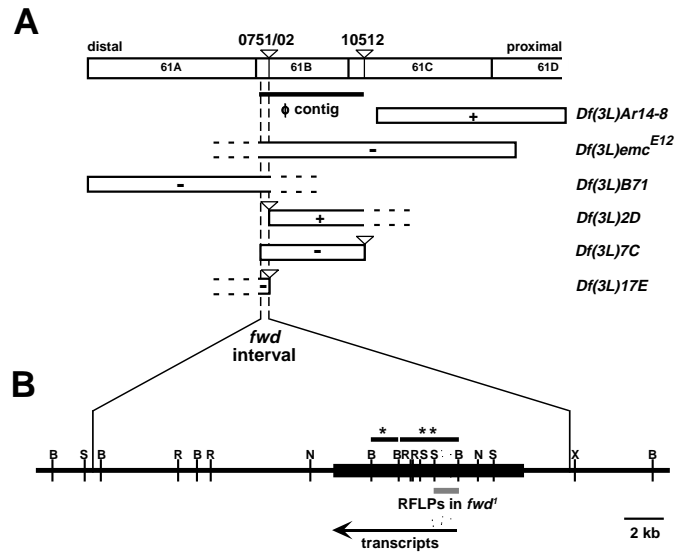 A
0751/02 10512
distal proximal
61A 61B 61C 61D
ϕ contig
+ Df(3L)Ar14-8
- Df(3L)emcE12
- Df(3L)B71
+ Df(3L)2D
- Df(3L)7C
- Df(3L)17E
fwd
interval
B
* **
B S B R B R N B B R R S S B N S X B
RFLPs in fwd1
transcripts
2 kb